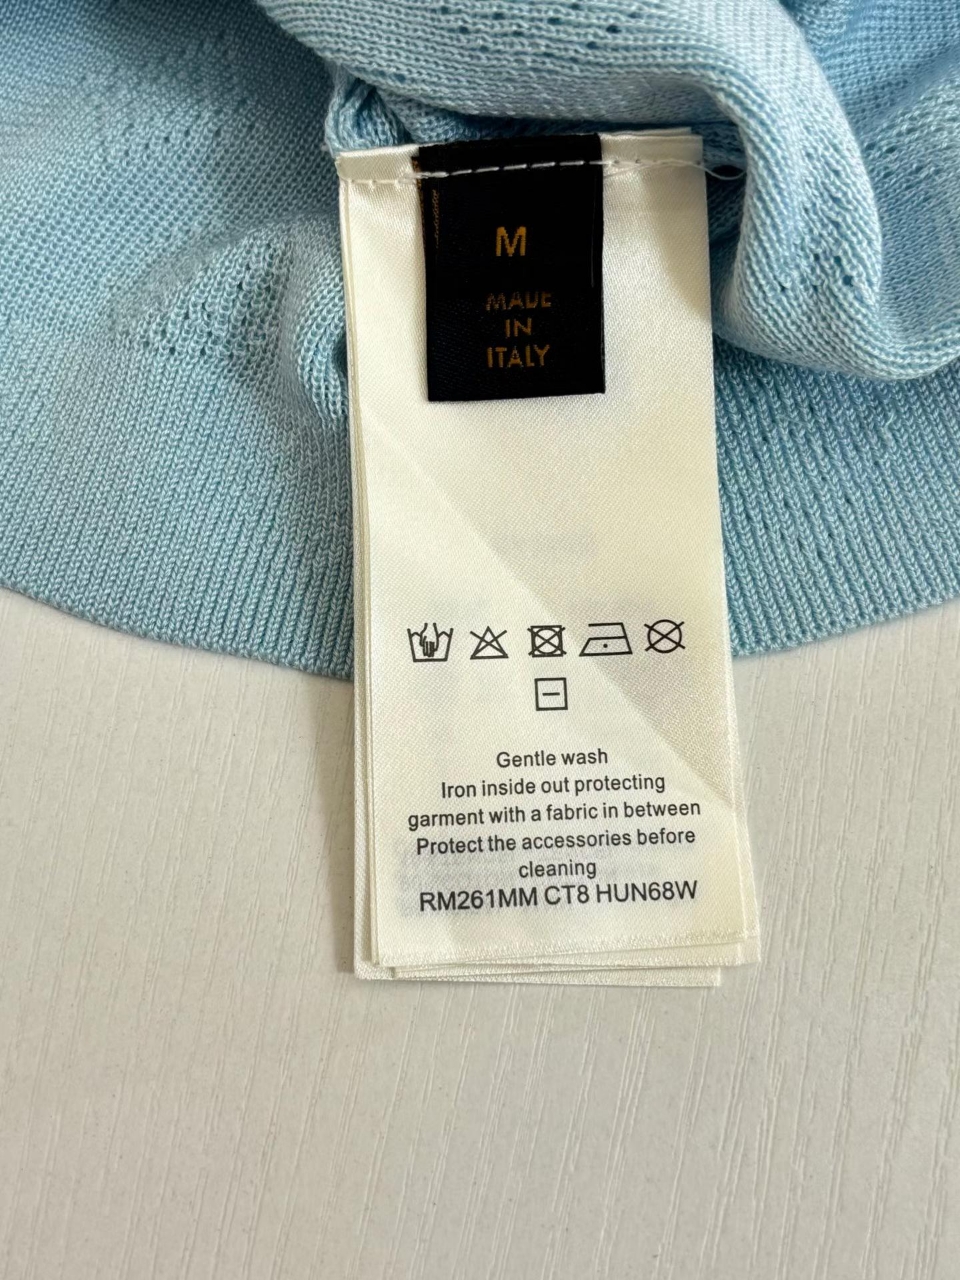 M
MADE
IN
ITALY
Gentle wash
Iron inside out protecting
garment with a fabric in between
Protect the accessories before
cleaning
RM261MM CT8 HUN68W